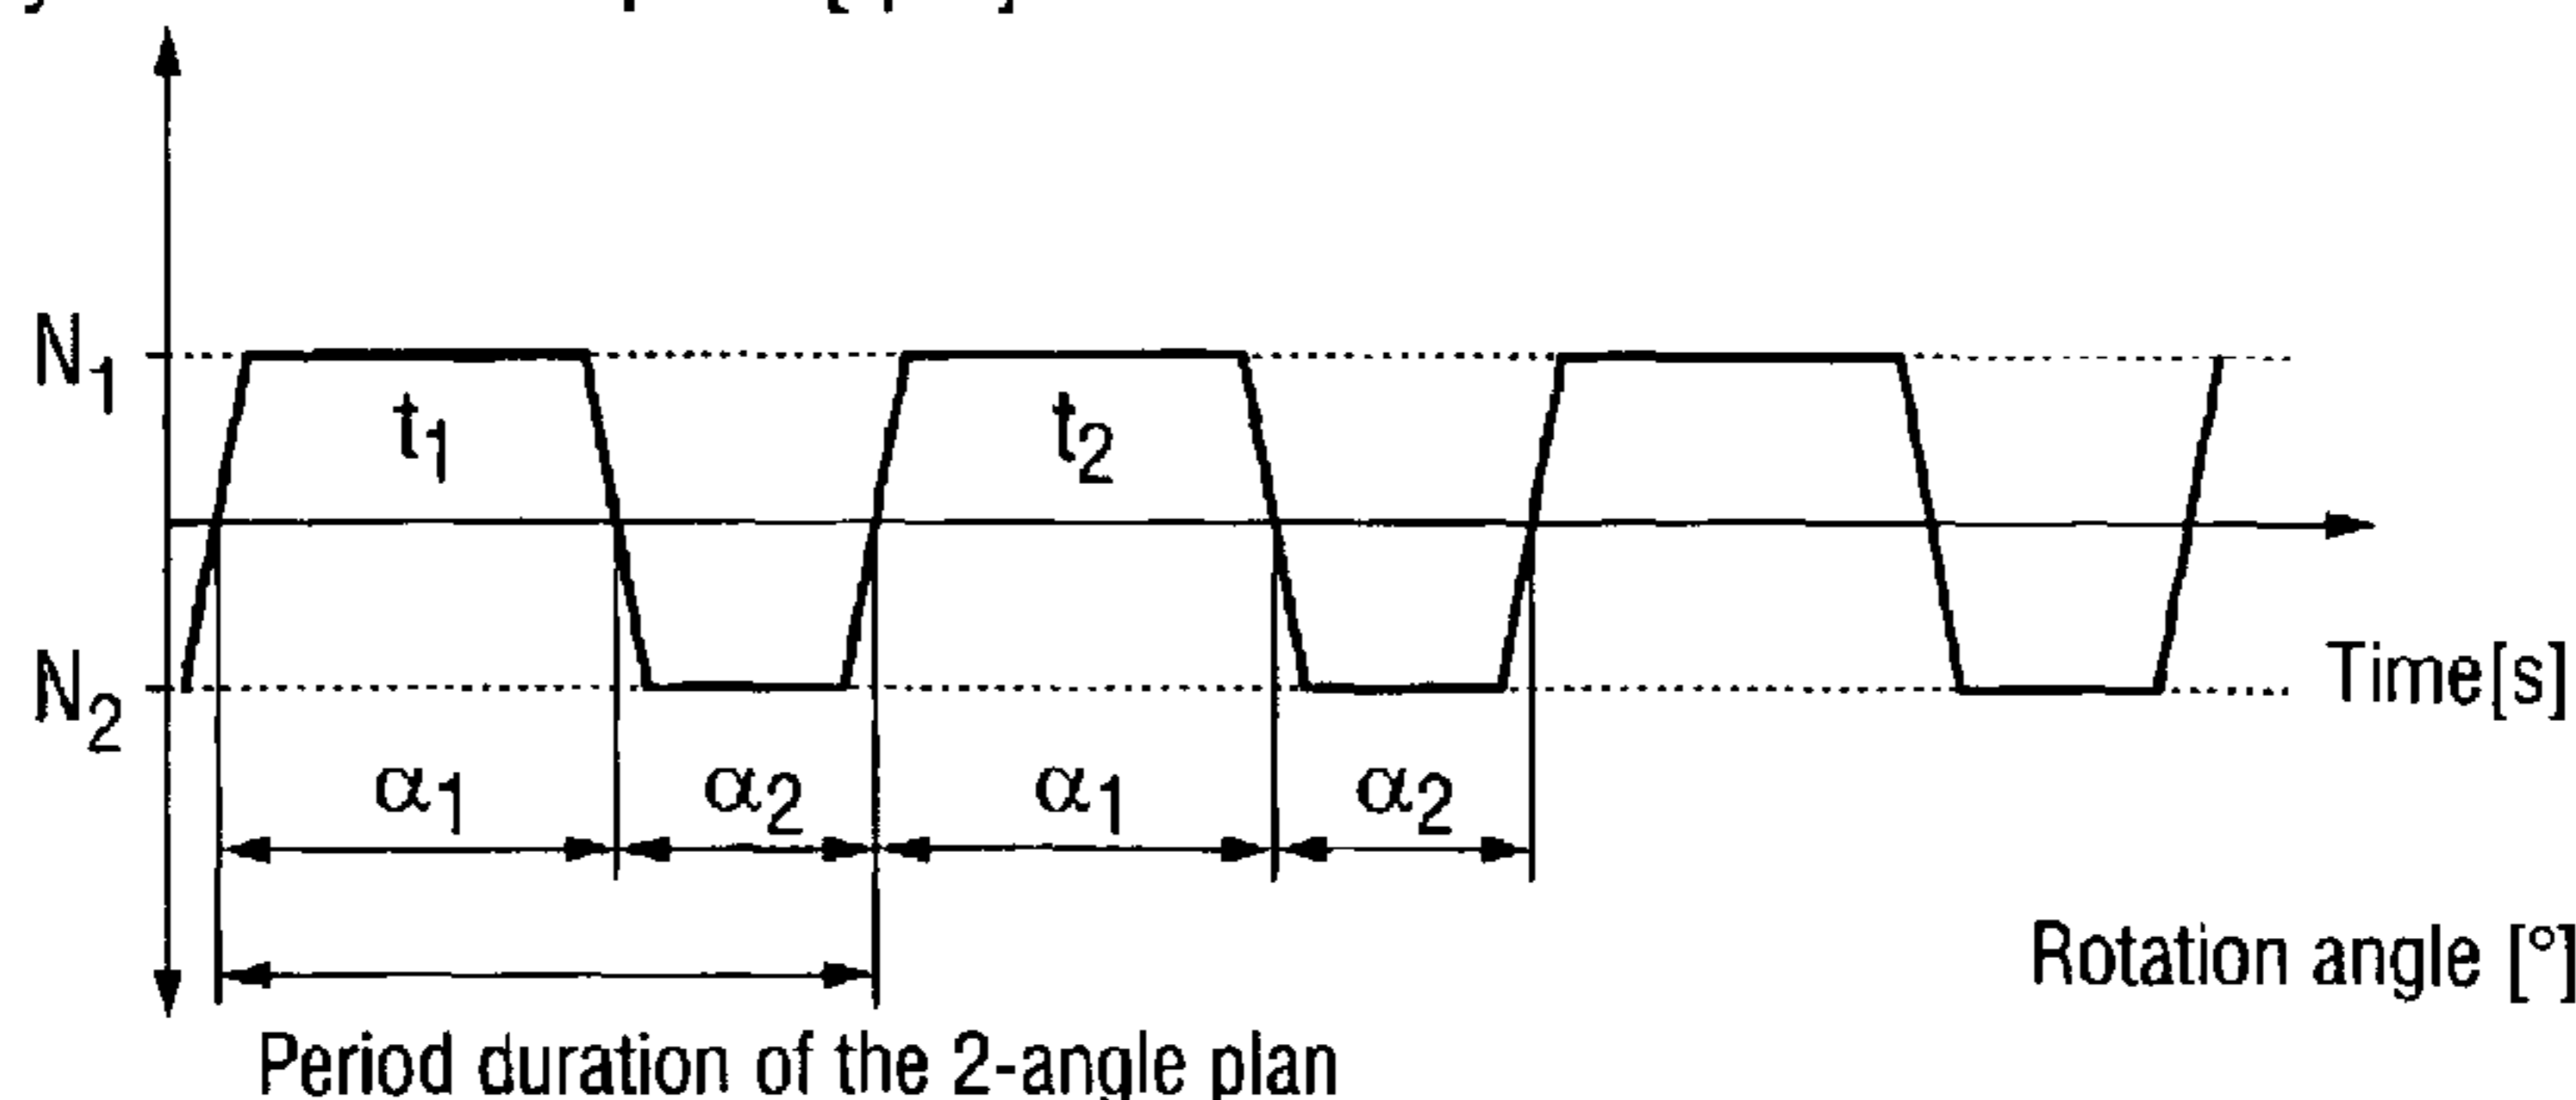 N1
t1
t2
N2
Time[s]
α1
α2
α1
α2
Rotation angle [°]
Period duration of the 2-angle plan